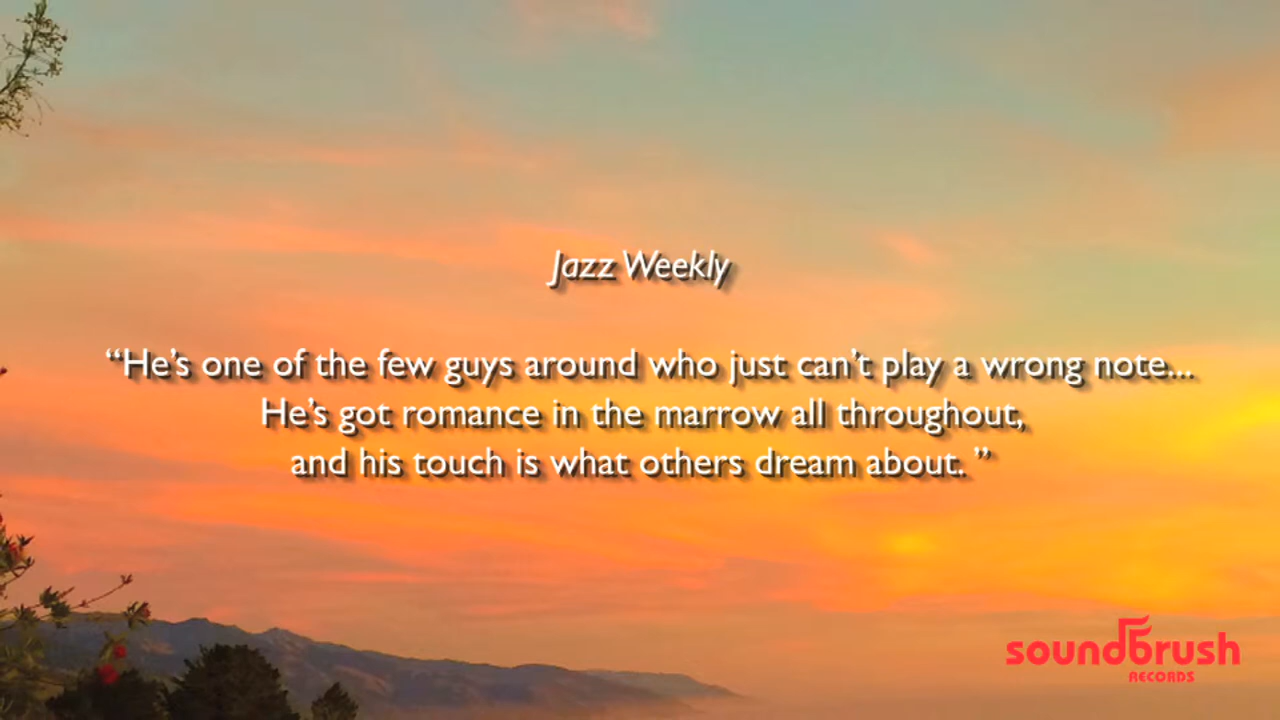 Jazz Weekly
“He’s one of the few guys around who just can’t play a wrong note...
He’s got romance in the marrow all throughout,
and his touch is what others dream about. ”
soundbrush
RECORDS